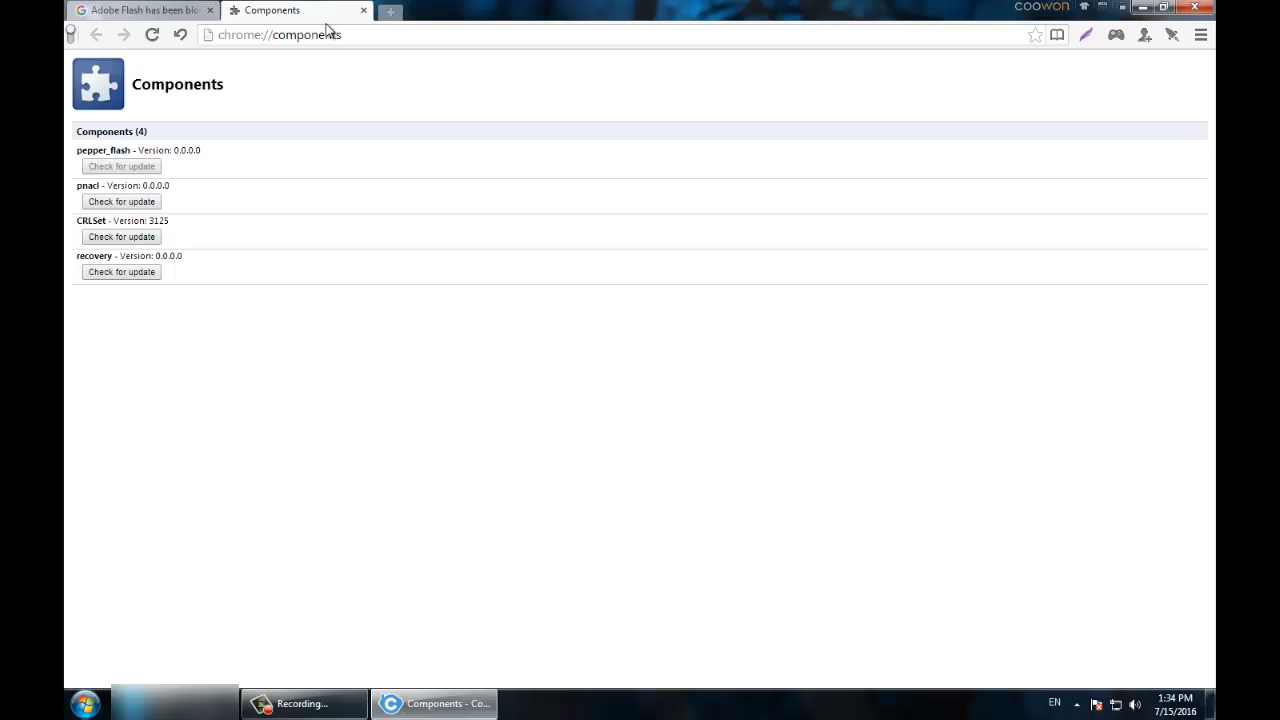 Adobe Flash has been blo
Components
coowon
chrome://components
Components
Components (4)
pepper_flash - Version: 0.0.0.0
Check for update
pnacl - Version: 0.0.0.0
Check for update
CRLSet - Version: 3125
Check for update
recovery - Version: 0.0.0.0
Check for update
Recording...
Components - Co...
EN
1:34 PM
7/15/2016